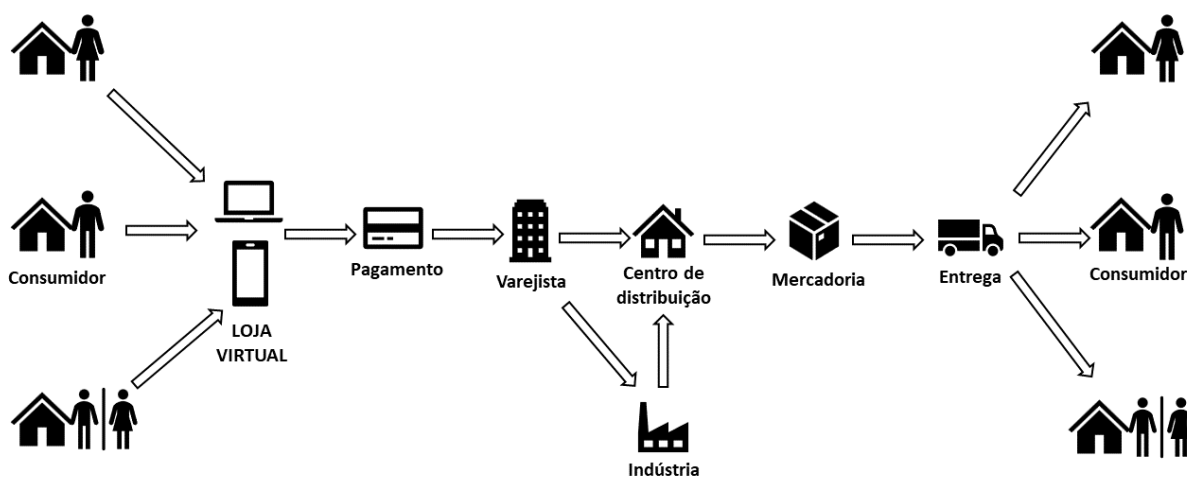 Consumidor
LOJA
VIRTUAL
Pagamento
Varejista
Centro de
distribuição
Indústria
Mercadoria
Entrega
Consumidor